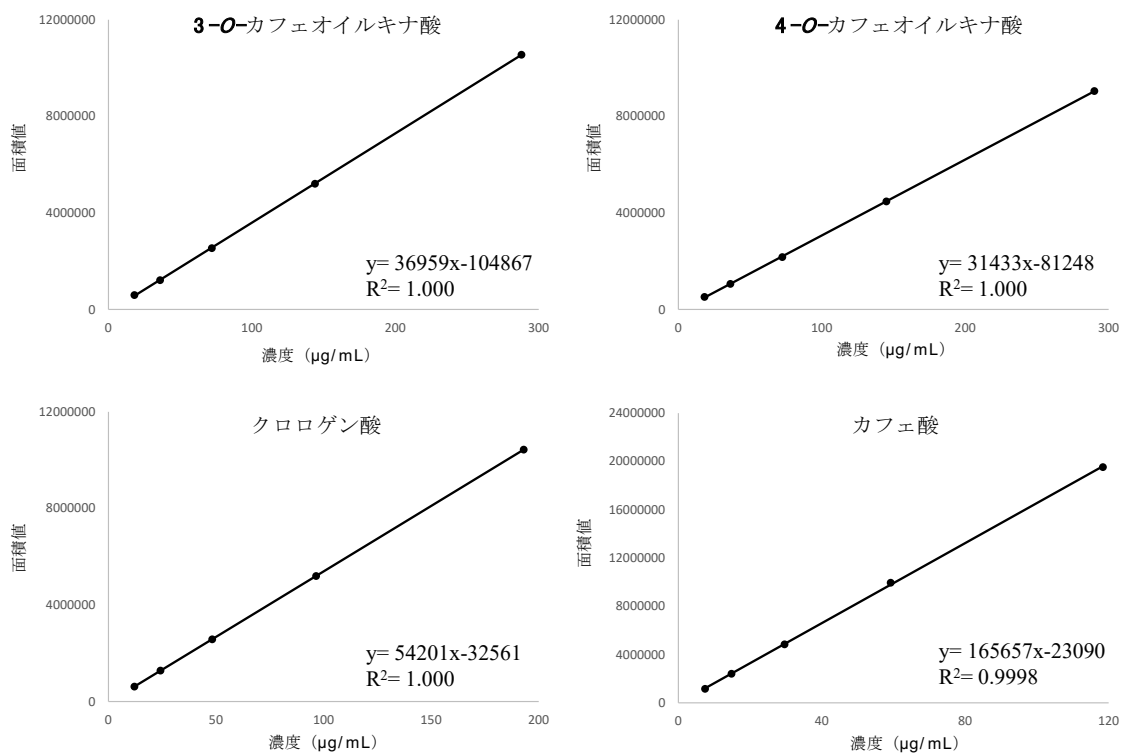 3-O-カフェオイルキナ酸
12000000
8000000
4000000
0
面積値
y= 36959x-104867
R²= 1.000
0 100 200 300
濃度（µg/mL）
4-O-カフェオイルキナ酸
12000000
8000000
4000000
0
面積値
y= 31433x-81248
R²= 1.000
0 100 200 300
濃度（µg/mL）
クロロゲン酸
12000000
8000000
4000000
0
面積値
y= 54201x-32561
R²= 1.000
0 50 100 150 200
濃度（µg/mL）
カフェ酸
24000000
20000000
16000000
12000000
8000000
4000000
0
面積値
y= 165657x-23090
R²= 0.9998
0 40 80 120
濃度（µg/mL）